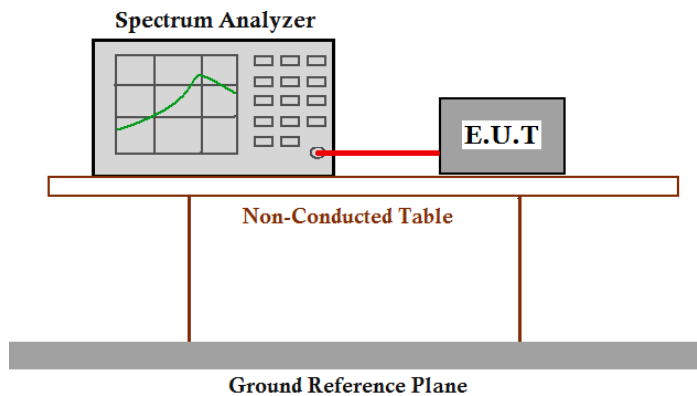 Spectrum Analyzer
E.U.T
Non-Conducted Table
Ground Reference Plane